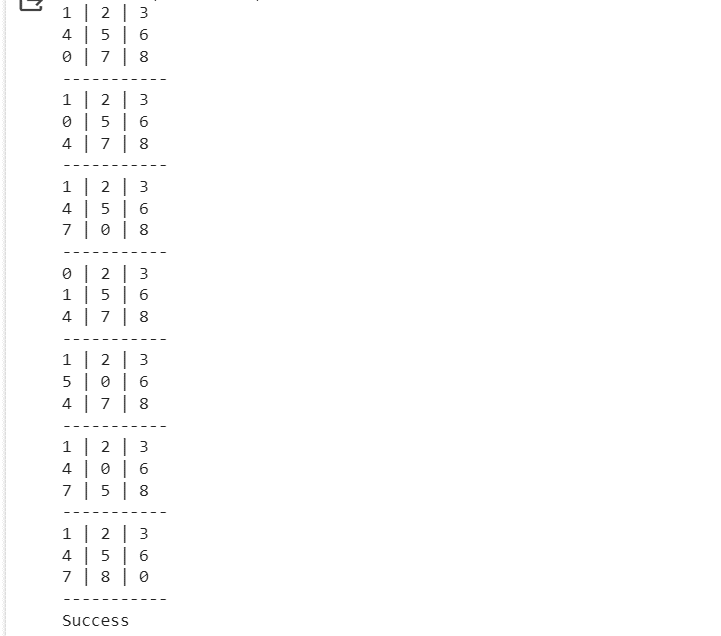 1 | 2 | 3
4 | 5 | 6
0 | 7 | 8
-----------
1 | 2 | 3
0 | 5 | 6
4 | 7 | 8
-----------
1 | 2 | 3
4 | 5 | 6
7 | 0 | 8
-----------
0 | 2 | 3
1 | 5 | 6
4 | 7 | 8
-----------
1 | 2 | 3
5 | 0 | 6
4 | 7 | 8
-----------
1 | 2 | 3
4 | 0 | 6
7 | 5 | 8
-----------
1 | 2 | 3
4 | 5 | 6
7 | 8 | 0
-----------
Success